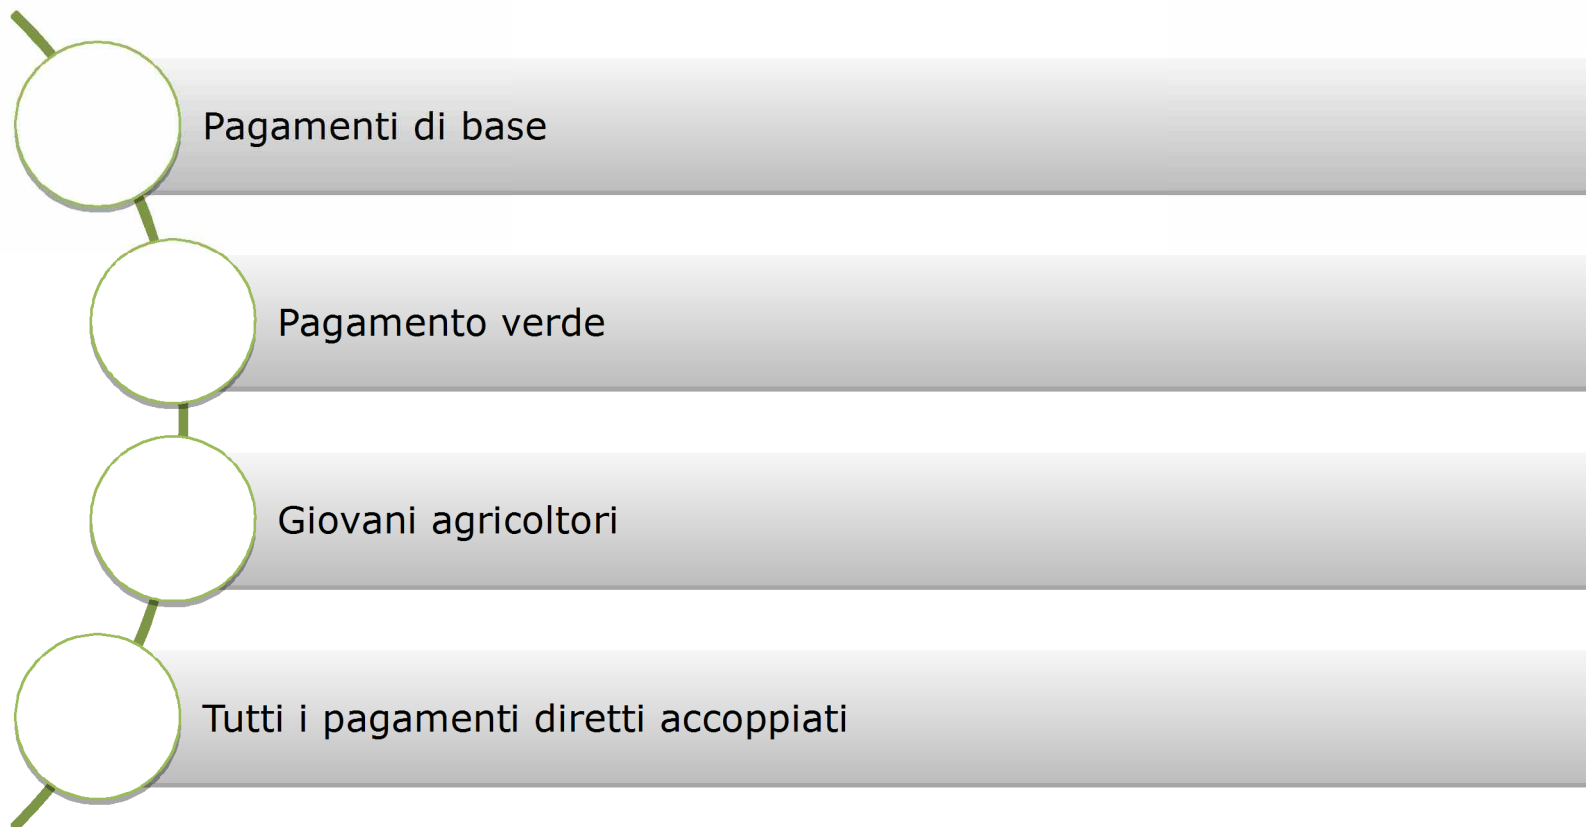 Pagamenti di base
Pagamento verde
Giovani agricoltori
Tutti i pagamenti diretti accoppiati